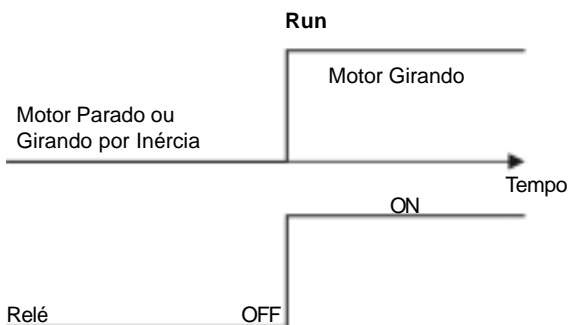 Run
Motor Girando
Motor Parado ou
Girando por Inércia
Tempo
ON
Relé
OFF